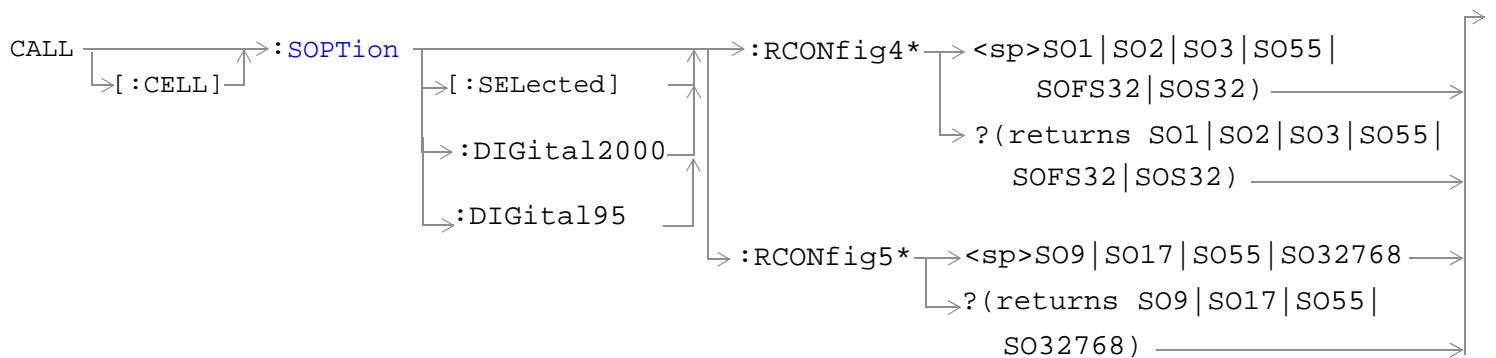 CALL :SOPTion :RCONfig4* <sp>SO1|SO2|SO3|SO55|
[:CELL] [:SELected] SOFS32|SOS32)
:DIGital2000 ?(returns SO1|SO2|SO3|SO55|
SOFS32|SOS32)
:DIGital95
:RCONfig5* <sp>SO9|SO17|SO55|SO32768
?(returns SO9|SO17|SO55|
SO32768)